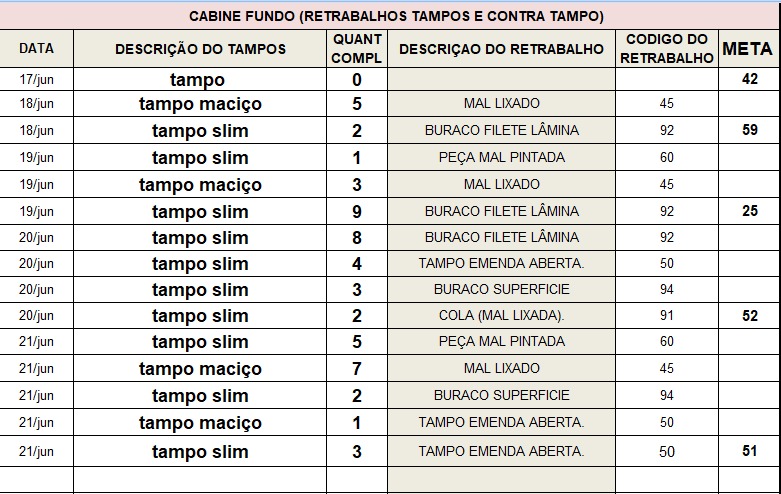 CABINE FUNDO (RETRABALHOS TAMPOS E CONTRA TAMPO)
DATA DESCRIÇÃO DO TAMPOS QUANT COMPL DESCRIÇAO DO RETRABALHO CODIGO DO RETRABALHO META
17/jun tampo 0 42
18/jun tampo maciço 5 MAL LIXADO 45
18/jun tampo slim 2 BURACO FILETE LÂMINA 92 59
19/jun tampo slim 1 PEÇA MAL PINTADA 60
19/jun tampo maciço 3 MAL LIXADO 45
19/jun tampo slim 9 BURACO FILETE LÂMINA 92 25
20/jun tampo slim 8 BURACO FILETE LÂMINA 92
20/jun tampo slim 4 TAMPO EMENDA ABERTA. 50
20/jun tampo slim 3 BURACO SUPERFICIE 94
20/jun tampo slim 2 COLA (MAL LIXADA). 91 52
21/jun tampo slim 5 PEÇA MAL PINTADA 60
21/jun tampo maciço 7 MAL LIXADO 45
21/jun tampo slim 2 BURACO SUPERFICIE 94
21/jun tampo maciço 1 TAMPO EMENDA ABERTA. 50
21/jun tampo slim 3 TAMPO EMENDA ABERTA. 50 51